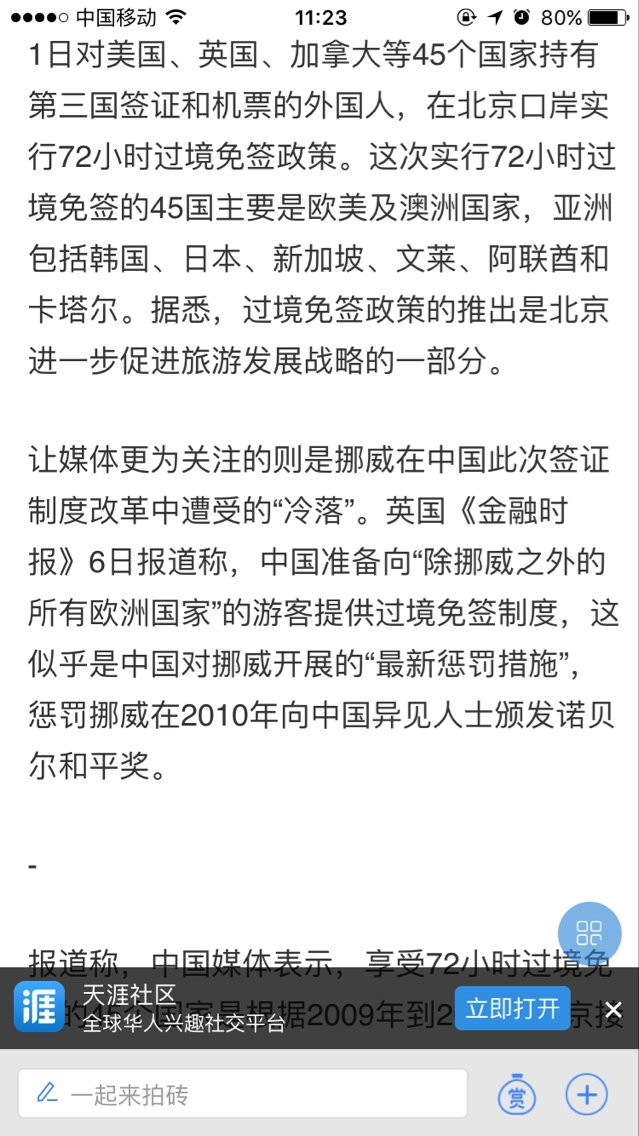 中国移动
11:23
80%
1日对美国、英国、加拿大等45个国家持有
第三国签证和机票的外国人，在北京口岸实
行72小时过境免签政策。这次实行72小时过
境免签的45国主要是欧美及澳洲国家，亚洲
包括韩国、日本、新加坡、文莱、阿联酋和
卡塔尔。据悉，过境免签政策的推出是北京
进一步促进旅游发展战略的一部分。
让媒体更为关注的则是挪威在中国此次签证
制度改革中遭受的“冷落”。英国《金融时
报》6日报道称，中国准备向“除挪威之外的
所有欧洲国家”的游客提供过境免签制度，这
似乎是中国对挪威开展的“最新惩罚措施”，
惩罚挪威在2010年向中国异见人士颁发诺贝
尔和平奖。
-
报道称，中国媒体表示，享受72小时过境免
的45个国家是根据2009年到2 京接
涯
天涯社区
全球华人兴趣社交平台
立即打开
一起来拍砖
赏